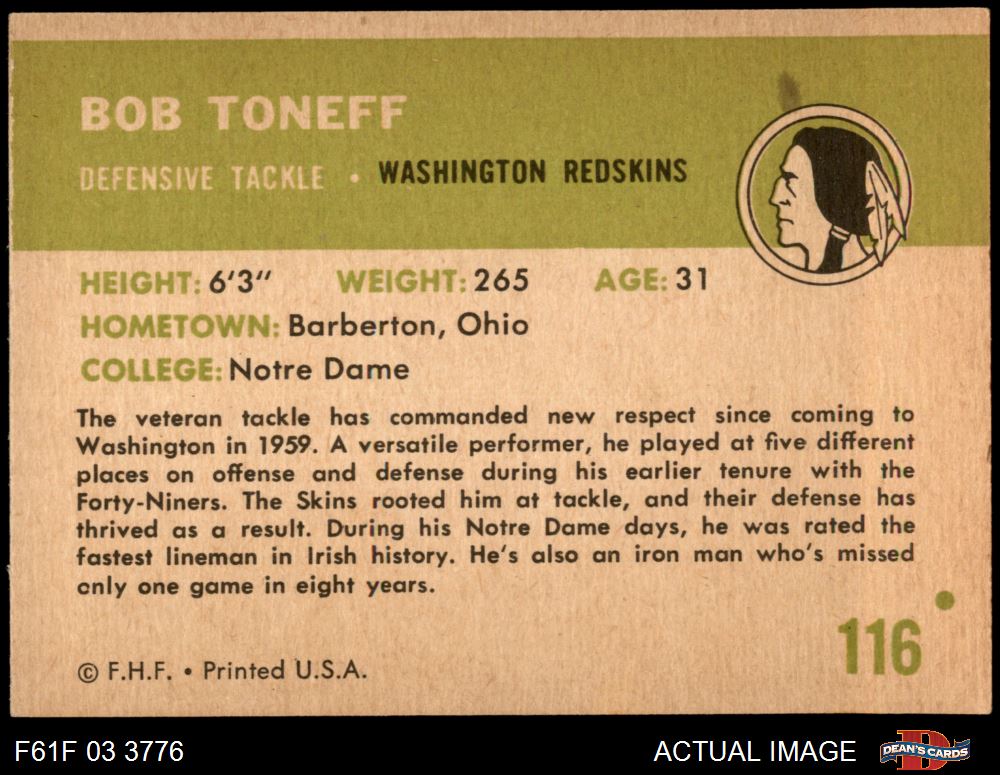 BOB TONEFF
DEFENSIVE TACKLE • WASHINGTON REDSKINS
HEIGHT: 6'3" WEIGHT: 265 AGE: 31
HOMETOWN: Barberton, Ohio
COLLEGE: Notre Dame
The veteran tackle has commanded new respect since coming to
Washington in 1959. A versatile performer, he played at five different
places on offense and defense during his earlier tenure with the
Forty-Niners. The Skins rooted him at tackle, and their defense has
thrived as a result. During his Notre Dame days, he was rated the
fastest lineman in Irish history. He's also an iron man who's missed
only one game in eight years.
116
© F.H.F. • Printed U.S.A.
F61F 03 3776 ACTUAL IMAGE DEAN'S CARDS